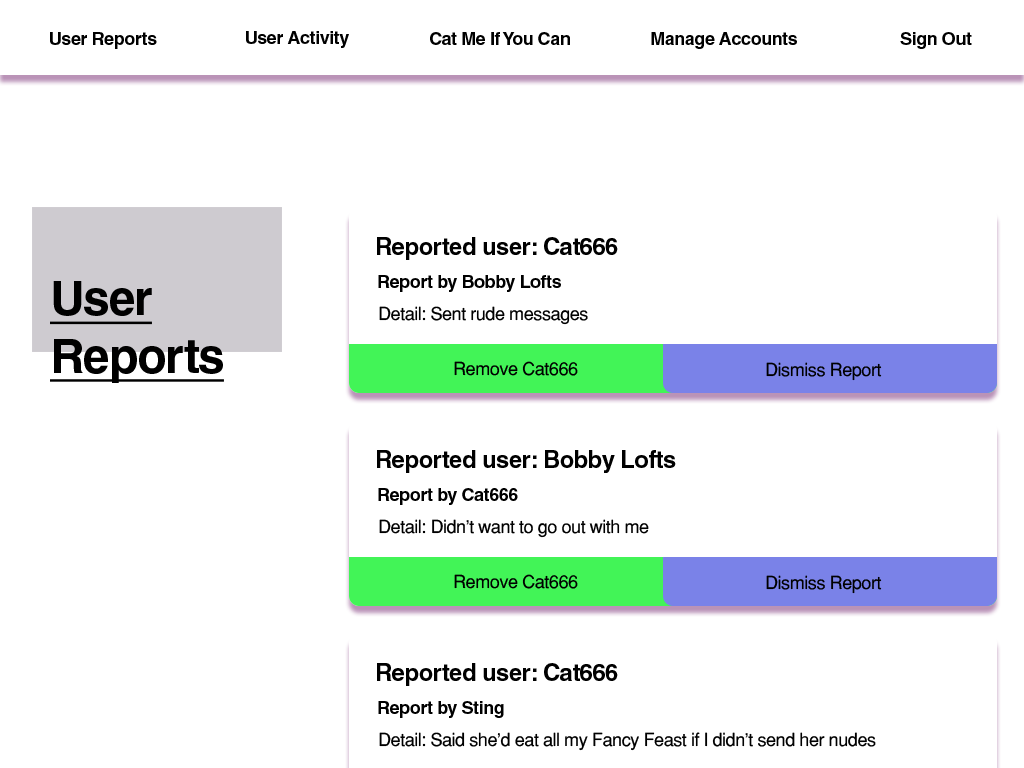 User Reports
User Activity
Cat Me If You Can
Manage Accounts
Sign Out
User
Reports
Reported user: Cat666
Report by Bobby Lofts
Detail: Sent rude messages
Remove Cat666
Dismiss Report
Reported user: Bobby Lofts
Report by Cat666
Detail: Didn’t want to go out with me
Remove Cat666
Dismiss Report
Reported user: Cat666
Report by Sting
Detail: Said she’d eat all my Fancy Feast if I didn’t send her nudes